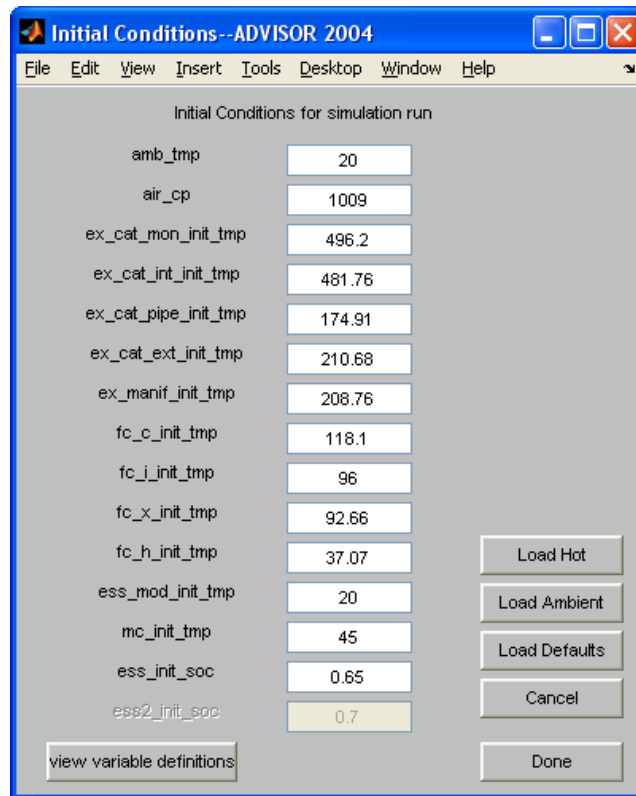 Initial Conditions--ADVISOR 2004
File Edit View Insert Tools Desktop Window Help
Initial Conditions for simulation run
amb_tmp 20
air_cp 1009
ex_cat_mon_init_tmp 496.2
ex_cat_int_init_tmp 481.76
ex_cat_pipe_init_tmp 174.91
ex_cat_ext_init_tmp 210.68
ex_manif_init_tmp 208.76
fc_c_init_tmp 118.1
fc_i_init_tmp 96
fc_x_init_tmp 92.66
fc_h_init_tmp 37.07
Load Hot
ess_mod_init_tmp 20
Load Ambient
mc_init_tmp 45
Load Defaults
ess_init_soc 0.65
Cancel
ess2_init_soc 0.7
view variable definitions Done